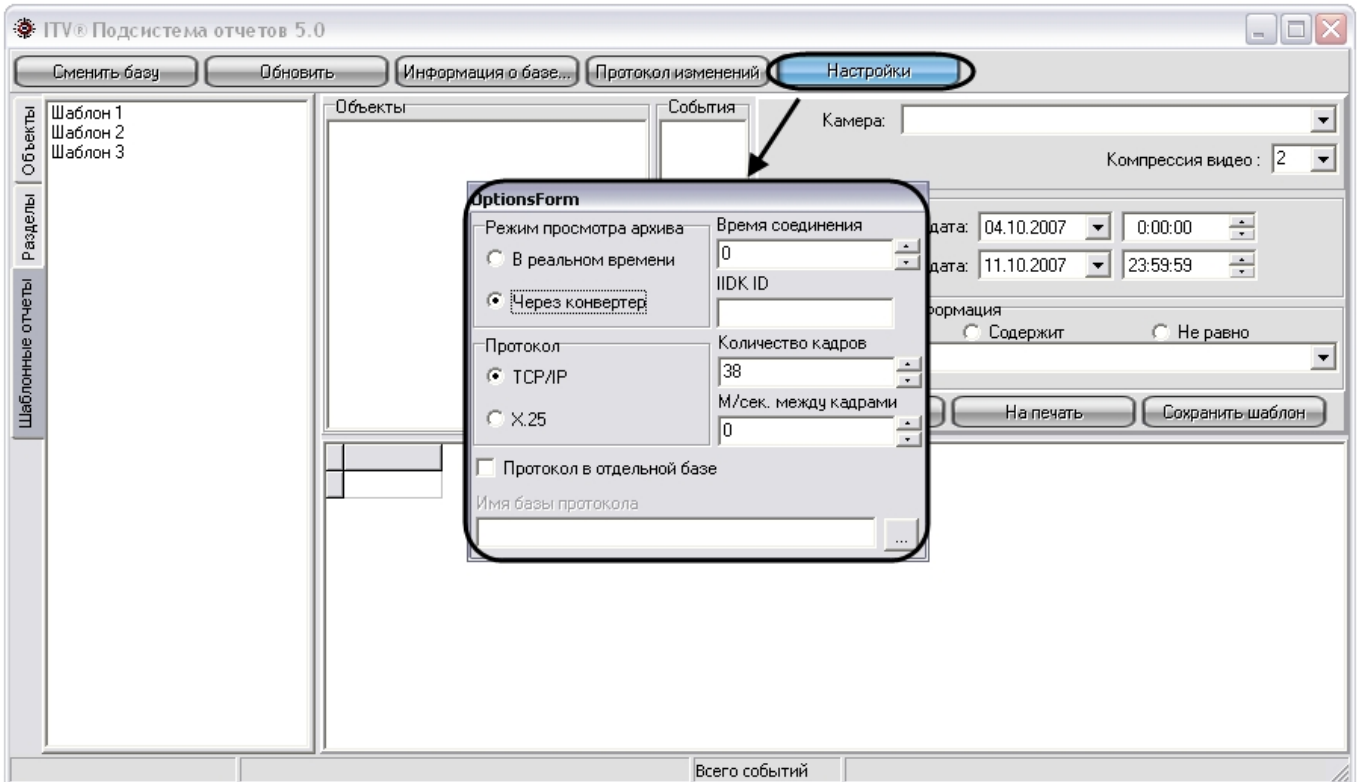 ITV® Подсистема отчетов 5.0
Сменить базу Обновить Информация о базе... Протокол изменений Настройки
Объекты
Разделы
Шаблонные отчеты
Шаблон 1
Шаблон 2
Шаблон 3
Объекты
События
Камера:
Компрессия видео : 2
дата: 04.10.2007 0:00:00
дата: 11.10.2007 23:59:59
формация
Содержит Не равно
На печать Сохранить шаблон
OptionsForm
Режим просмотра архива
В реальном времени
Через конвертер
Протокол
TCP/IP
X.25
Время соединения
0
IIDK ID
Количество кадров
38
М/сек. между кадрами
0
Протокол в отдельной базе
Имя базы протокола
...
Всего событий